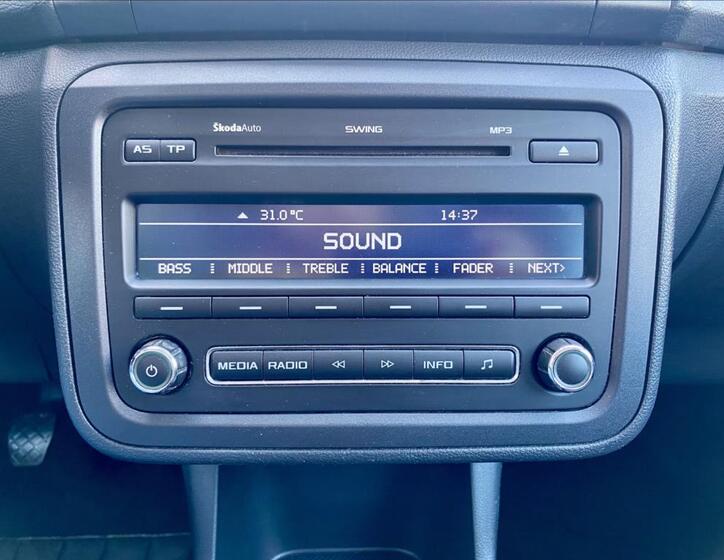 ŠkodaAuto SWING MP3
AS TP
31.0°C 14:37
SOUND
BASS MIDDLE TREBLE BALANCE FADER NEXT>
MEDIA RADIO INFO